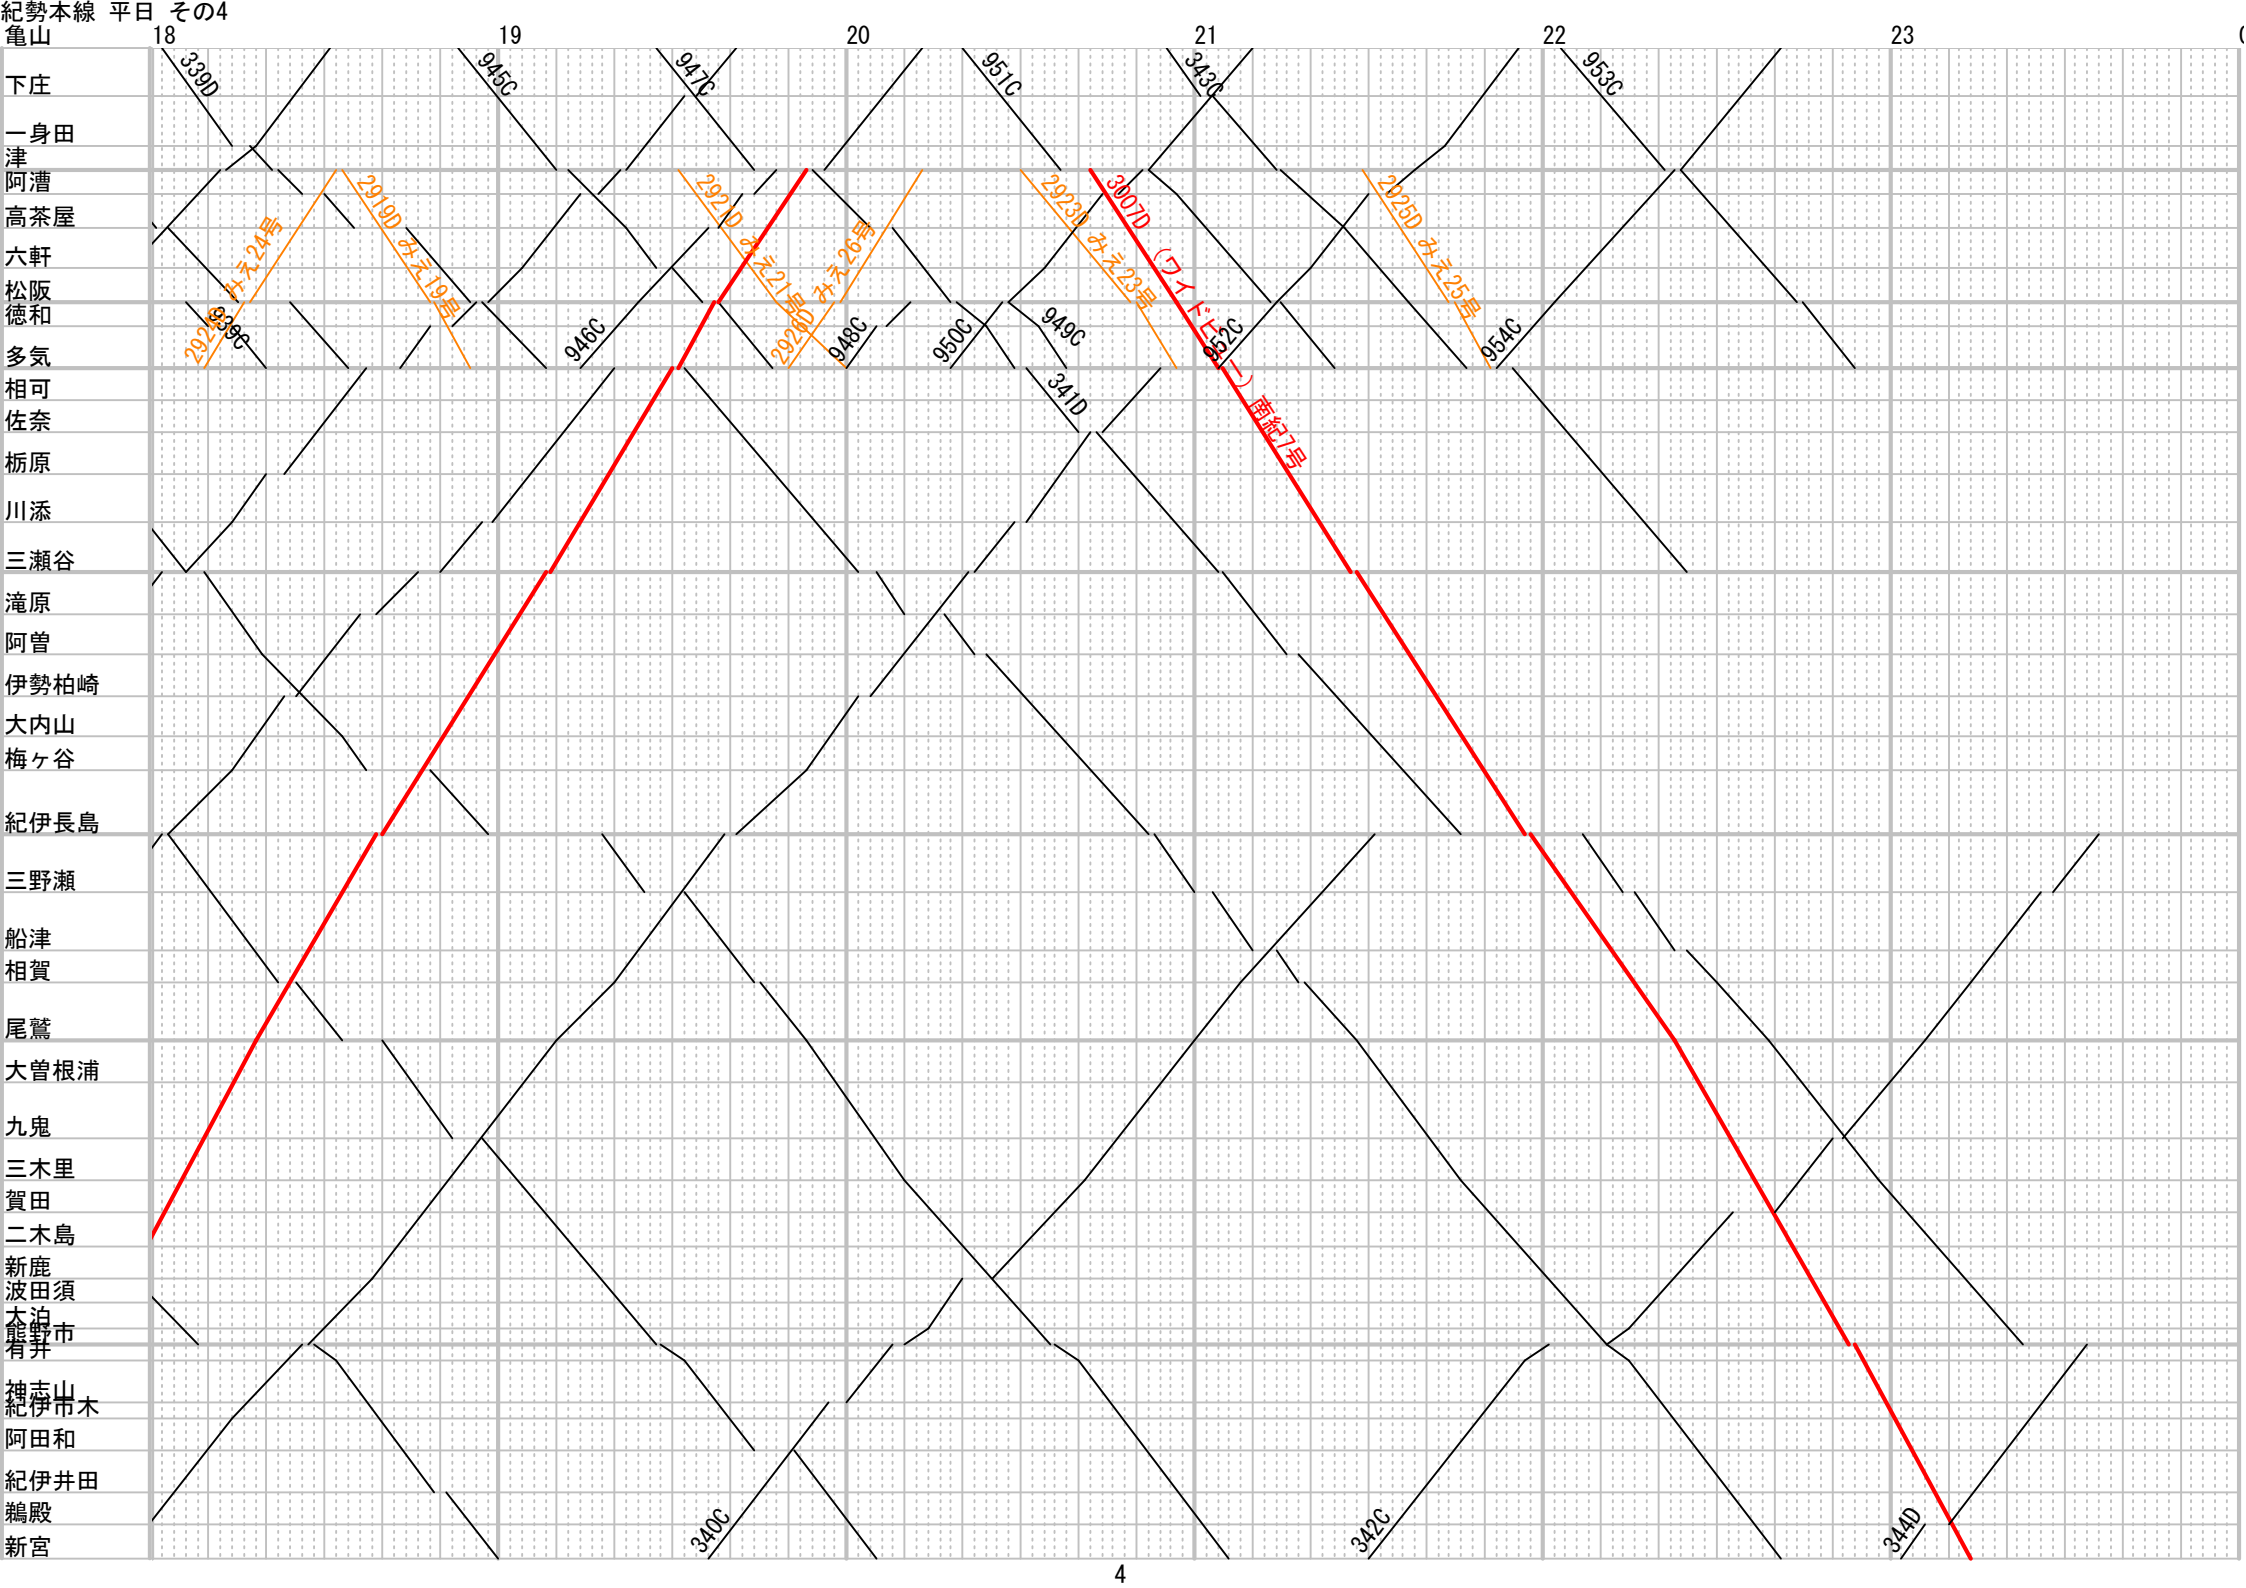 紀勢本線 平日 その4
18 19 20 21 22 23 0
亀山
下庄
一身田
津
阿漕
高茶屋
六軒
松阪
徳和
多気
相可
佐奈
栃原
川添
三瀬谷
滝原
阿曽
伊勢柏崎
大内山
梅ヶ谷
紀伊長島
三野瀬
船津
相賀
尾鷲
大曽根浦
九鬼
三木里
賀田
二木島
新鹿
波田須
大泊
熊野市
有井
神志山
紀伊市木
阿田和
紀伊井田
鵜殿
新宮
339D
945C
947C
951C
343C
953C
みえ24号
2919D みえ19号
2921D みえ21号
2926D みえ26号
2923D みえ23号
3007D (ワイドビュー) 南紀7号
2925D みえ25号
939C
946C
948C
950C
949C
952C
954C
341D
340C
342C
344D
4